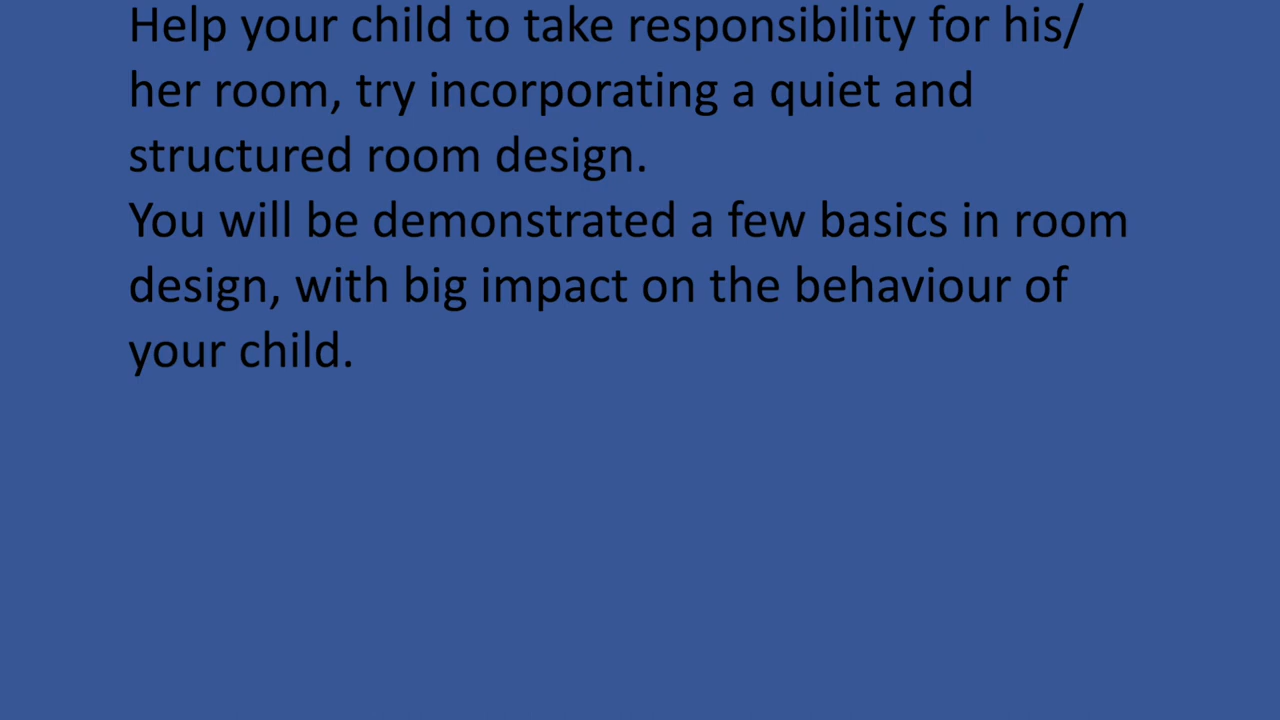 Help your child to take responsibility for his/
her room, try incorporating a quiet and
structured room design.
You will be demonstrated a few basics in room
design, with big impact on the behaviour of
your child.